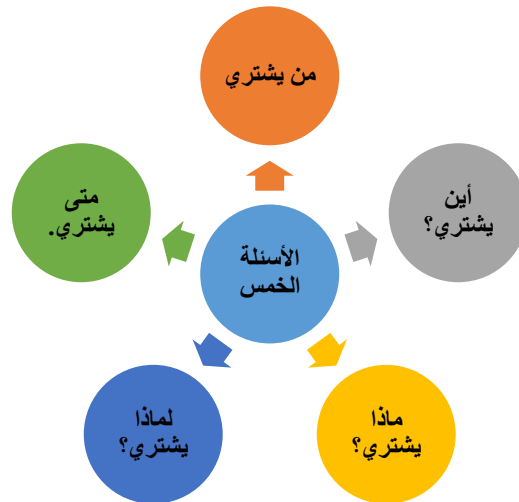 من يشتري
أين
يشتري؟
متى
يشتري.
الأسئلة
الخمس
ماذا
يشتري؟
لماذا
يشتري؟